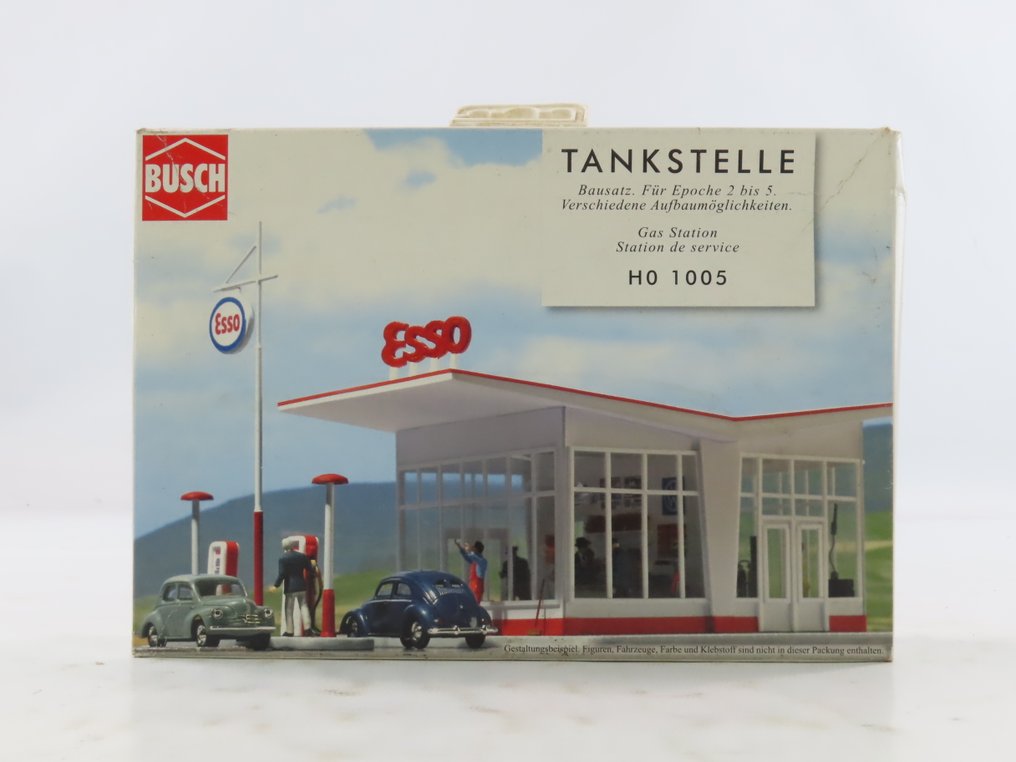 BUSCH
TANKSTELLE
Bausatz. Für Epoche 2 bis 5.
Verschiedene Aufbaumöglichkeiten.
Gas Station
Station de service
H0 1005
Esso
Esso
Gestaltungsbeispiel. Figuren, Fahrzeuge, Farbe und Klebstoff sind nicht in dieser Packung enthalten.